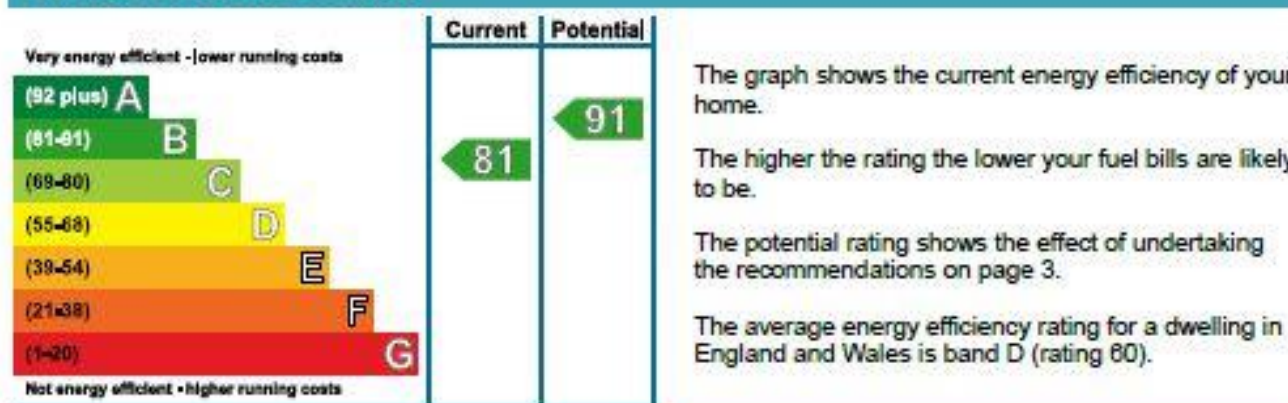 Current Potential
Very energy efficient - lower running costs
(92 plus) A
(81-91) B
(69-80) C
(55-68) D
(39-54) E
(21-38) F
(1-20) G
Not energy efficient - higher running costs
91
81
The graph shows the current energy efficiency of your
home.
The higher the rating the lower your fuel bills are likely
to be.
The potential rating shows the effect of undertaking
the recommendations on page 3.
The average energy efficiency rating for a dwelling in
England and Wales is band D (rating 60).